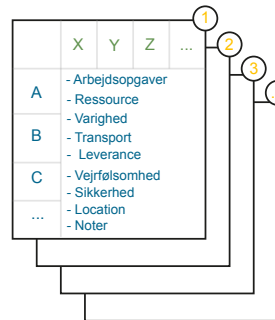 1
X Y Z ...
2
- Arbejdsopgaver
3
A
- Ressource
- Varighed
B
- Transport
- Leverance
C
- Vejrfølsomhed
- Sikkerhed
...
- Location
- Noter